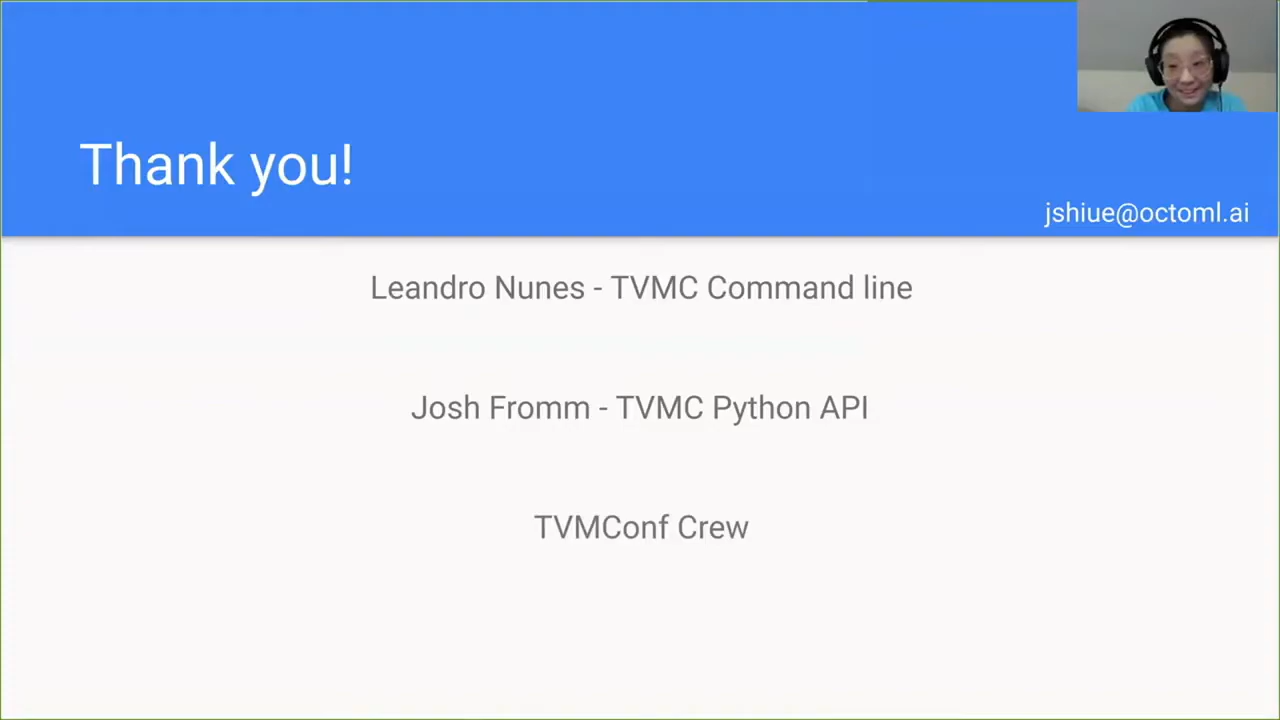 Thank you!
jshiue@octoml.ai
Leandro Nunes - TVMC Command line
Josh Fromm - TVMC Python API
TVMConf Crew